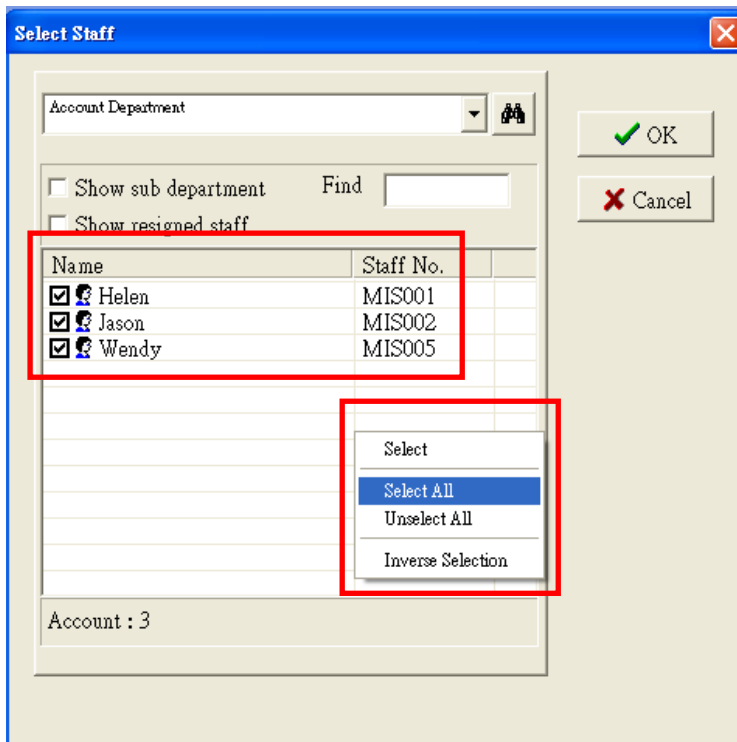 Select Staff
Account Department
OK
Cancel
Show sub department Find
Show resigned staff
Name Staff No.
Helen MIS001
Jason MIS002
Wendy MIS005
Select
Select All
Unselect All
Inverse Selection
Account : 3